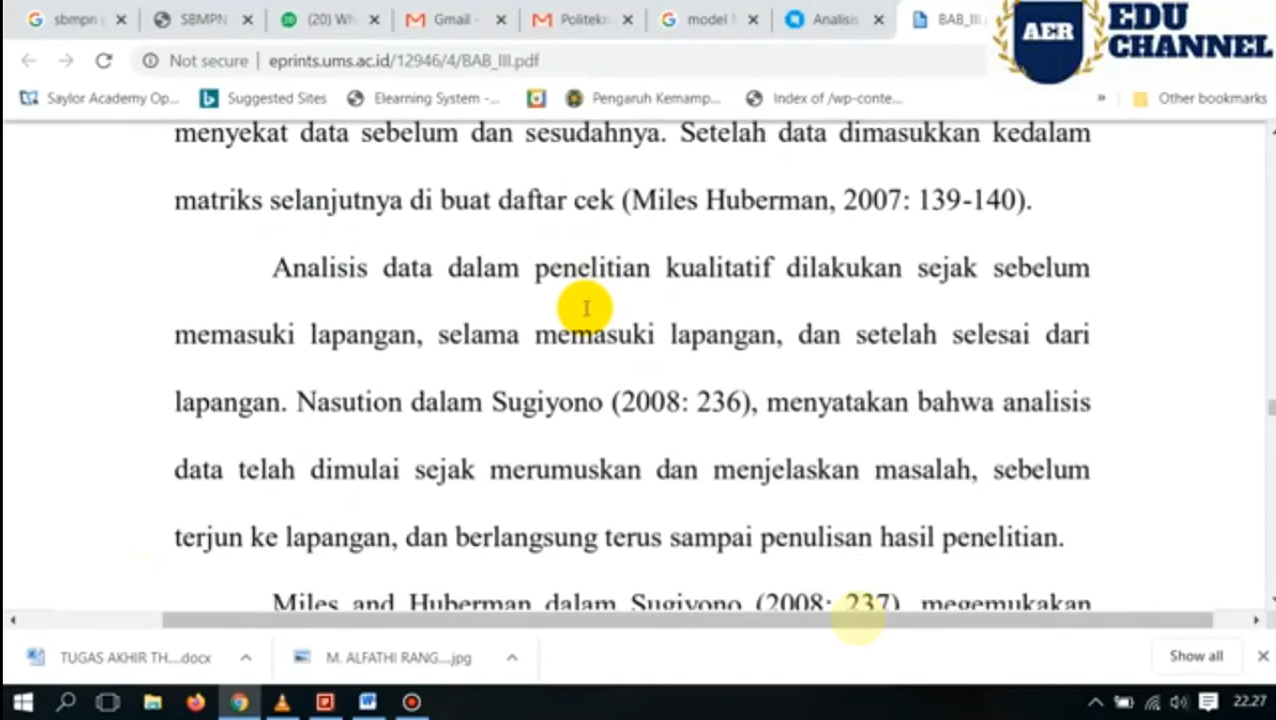 sbmpn
SBMPN
(20) Wh
Gmail -
Politek
model
Analisis
BAB_III.
AER
EDU
CHANNEL
Not secure | eprints.ums.ac.id/12946/4/BAB_III.pdf
Saylor Academy Op...
Suggested Sites
Elearning System -...
Pengaruh Kemamp...
Index of /wp-conte...
» Other bookmarks
menyekat data sebelum dan sesudahnya. Setelah data dimasukkan kedalam
matriks selanjutnya di buat daftar cek (Miles Huberman, 2007: 139-140).
Analisis data dalam penelitian kualitatif dilakukan sejak sebelum
memasuki lapangan, selama memasuki lapangan, dan setelah selesai dari
lapangan. Nasution dalam Sugiyono (2008: 236), menyatakan bahwa analisis
data telah dimulai sejak merumuskan dan menjelaskan masalah, sebelum
terjun ke lapangan, dan berlangsung terus sampai penulisan hasil penelitian.
Miles and Huberman dalam Sugiyono (2008: 237), megemukakan
TUGAS AKHIR TH....docx
M. ALFATHI RANG....jpg
Show all
22.27